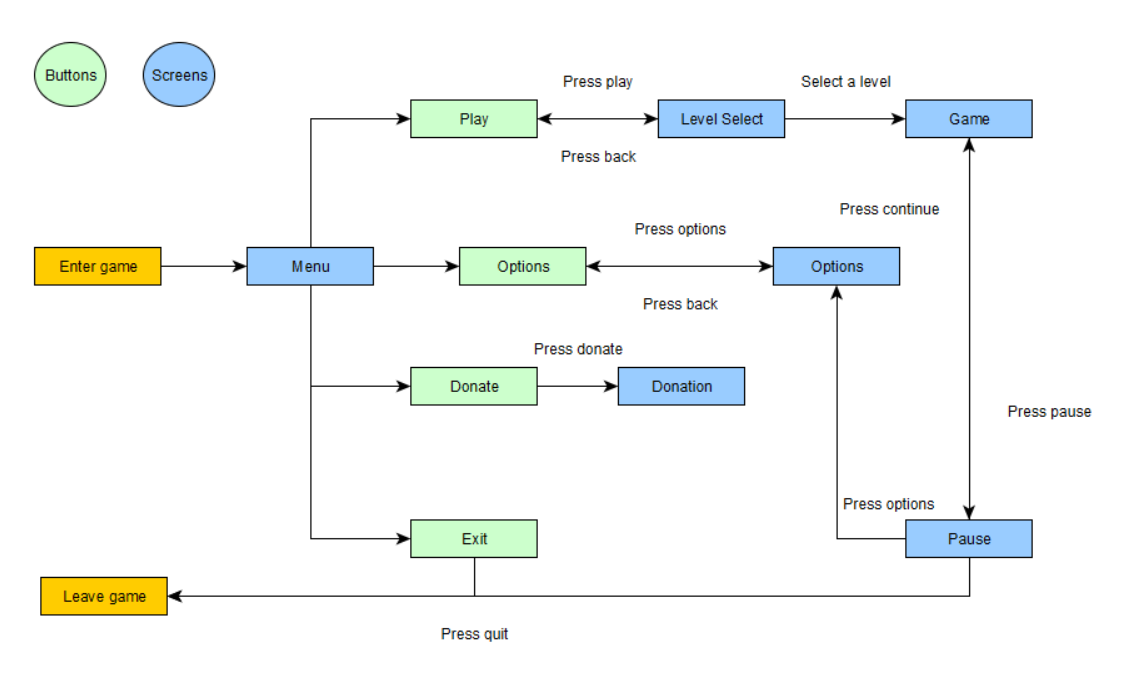 Buttons
Screens
Press play
Select a level
Play
Level Select
Game
Press back
Press continue
Press options
Enter game
Menu
Options
Options
Press back
Press donate
Donate
Donation
Press pause
Press options
Exit
Pause
Leave game
Press quit